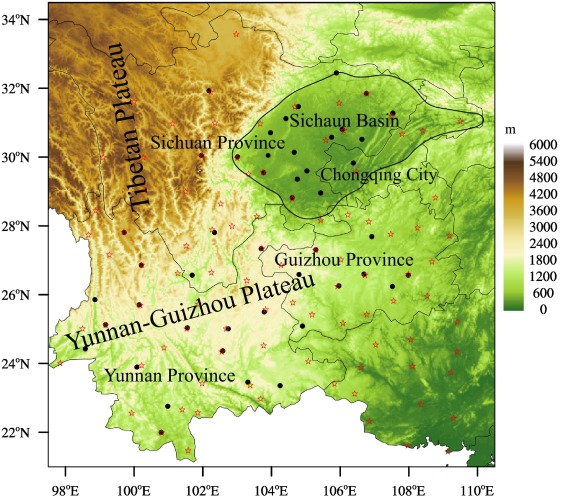 34°N
32°N
30°N
28°N
26°N
24°N
22°N
98°E
100°E
102°E
104°E
106°E
108°E
110°E
Tibetan Plateau
Sichuan Province
Sichaun Basin
Chongqing City
Guizhou Province
Yunnan-Guizhou Plateau
Yunnan Province
m
6000
5400
4800
4200
3600
3000
2400
1800
1200
600
0